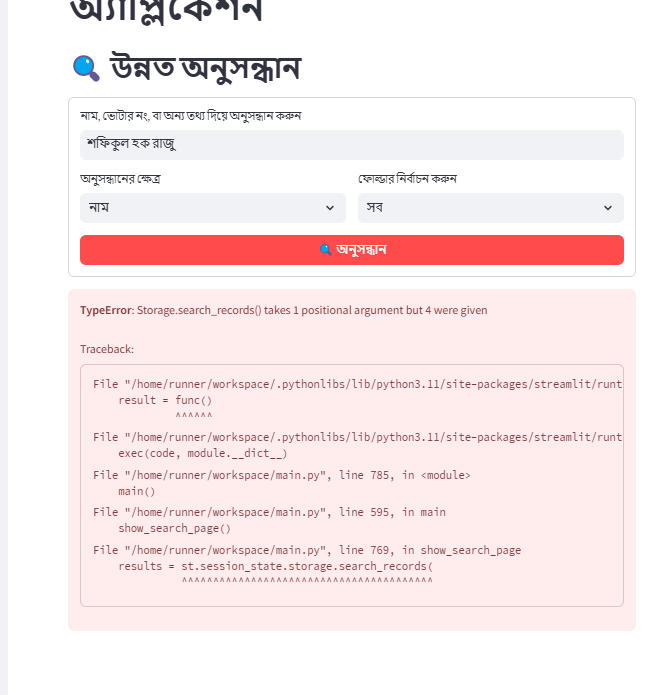 অ্যাপ্লিকেশন
🔍 উন্নত অনুসন্ধান
নাম, ভোটার নং, বা অন্য তথ্য দিয়ে অনুসন্ধান করুন
শফিকুল হক রাজু
অনুসন্ধানের ক্ষেত্র ফোল্ডার নির্বাচন করুন
নাম সব
🔍 অনুসন্ধান
TypeError: Storage.search_records() takes 1 positional argument but 4 were given
Traceback:
File "/home/runner/workspace/.pythonlibs/lib/python3.11/site-packages/streamlit/runt
result = func()
^^^^^^
File "/home/runner/workspace/.pythonlibs/lib/python3.11/site-packages/streamlit/runt
exec(code, module.__dict__)
File "/home/runner/workspace/main.py", line 785, in <module>
main()
File "/home/runner/workspace/main.py", line 595, in main
show_search_page()
File "/home/runner/workspace/main.py", line 769, in show_search_page
results = st.session_state.storage.search_records(
^^^^^^^^^^^^^^^^^^^^^^^^^^^^^^^^^^^^^^^^